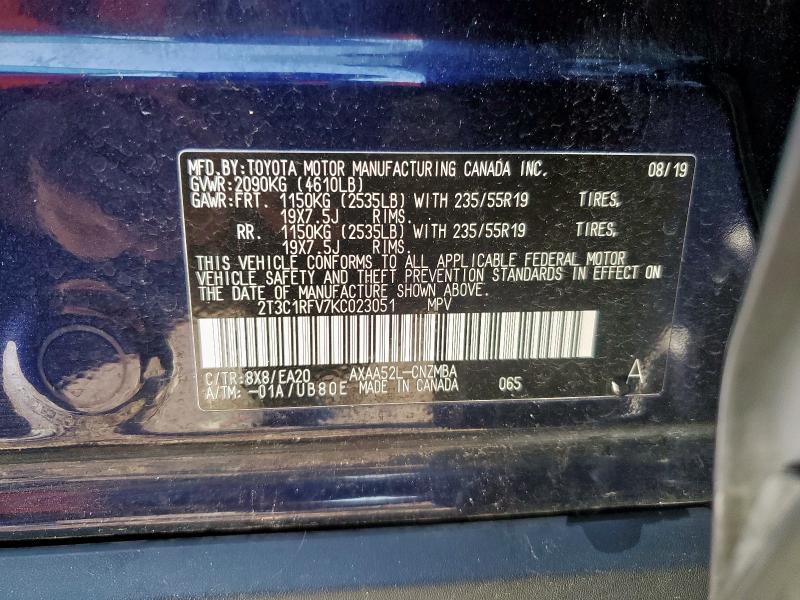 MFD.BY:TOYOTA MOTOR MANUFACTURING CANADA INC. 08/19
GVWR:2090KG (4610LB)
GAWR:FRT. 1150KG (2535LB) WITH 235/55R19 TIRES,
19X7.5J RIMS.
RR. 1150KG (2535LB) WITH 235/55R19 TIRES,
19X7.5J RIMS.
THIS VEHICLE CONFORMS TO ALL APPLICABLE FEDERAL MOTOR
VEHICLE SAFETY AND THEFT PREVENTION STANDARDS IN EFFECT ON
THE DATE OF MANUFACTURE SHOWN ABOVE.
2T3C1RFV7KC023051 MPV
C/TR:8X8/EA20 AXAA52L-CNZMBA
A/TM:-01A/UB80E MADE IN CANADA 065 A